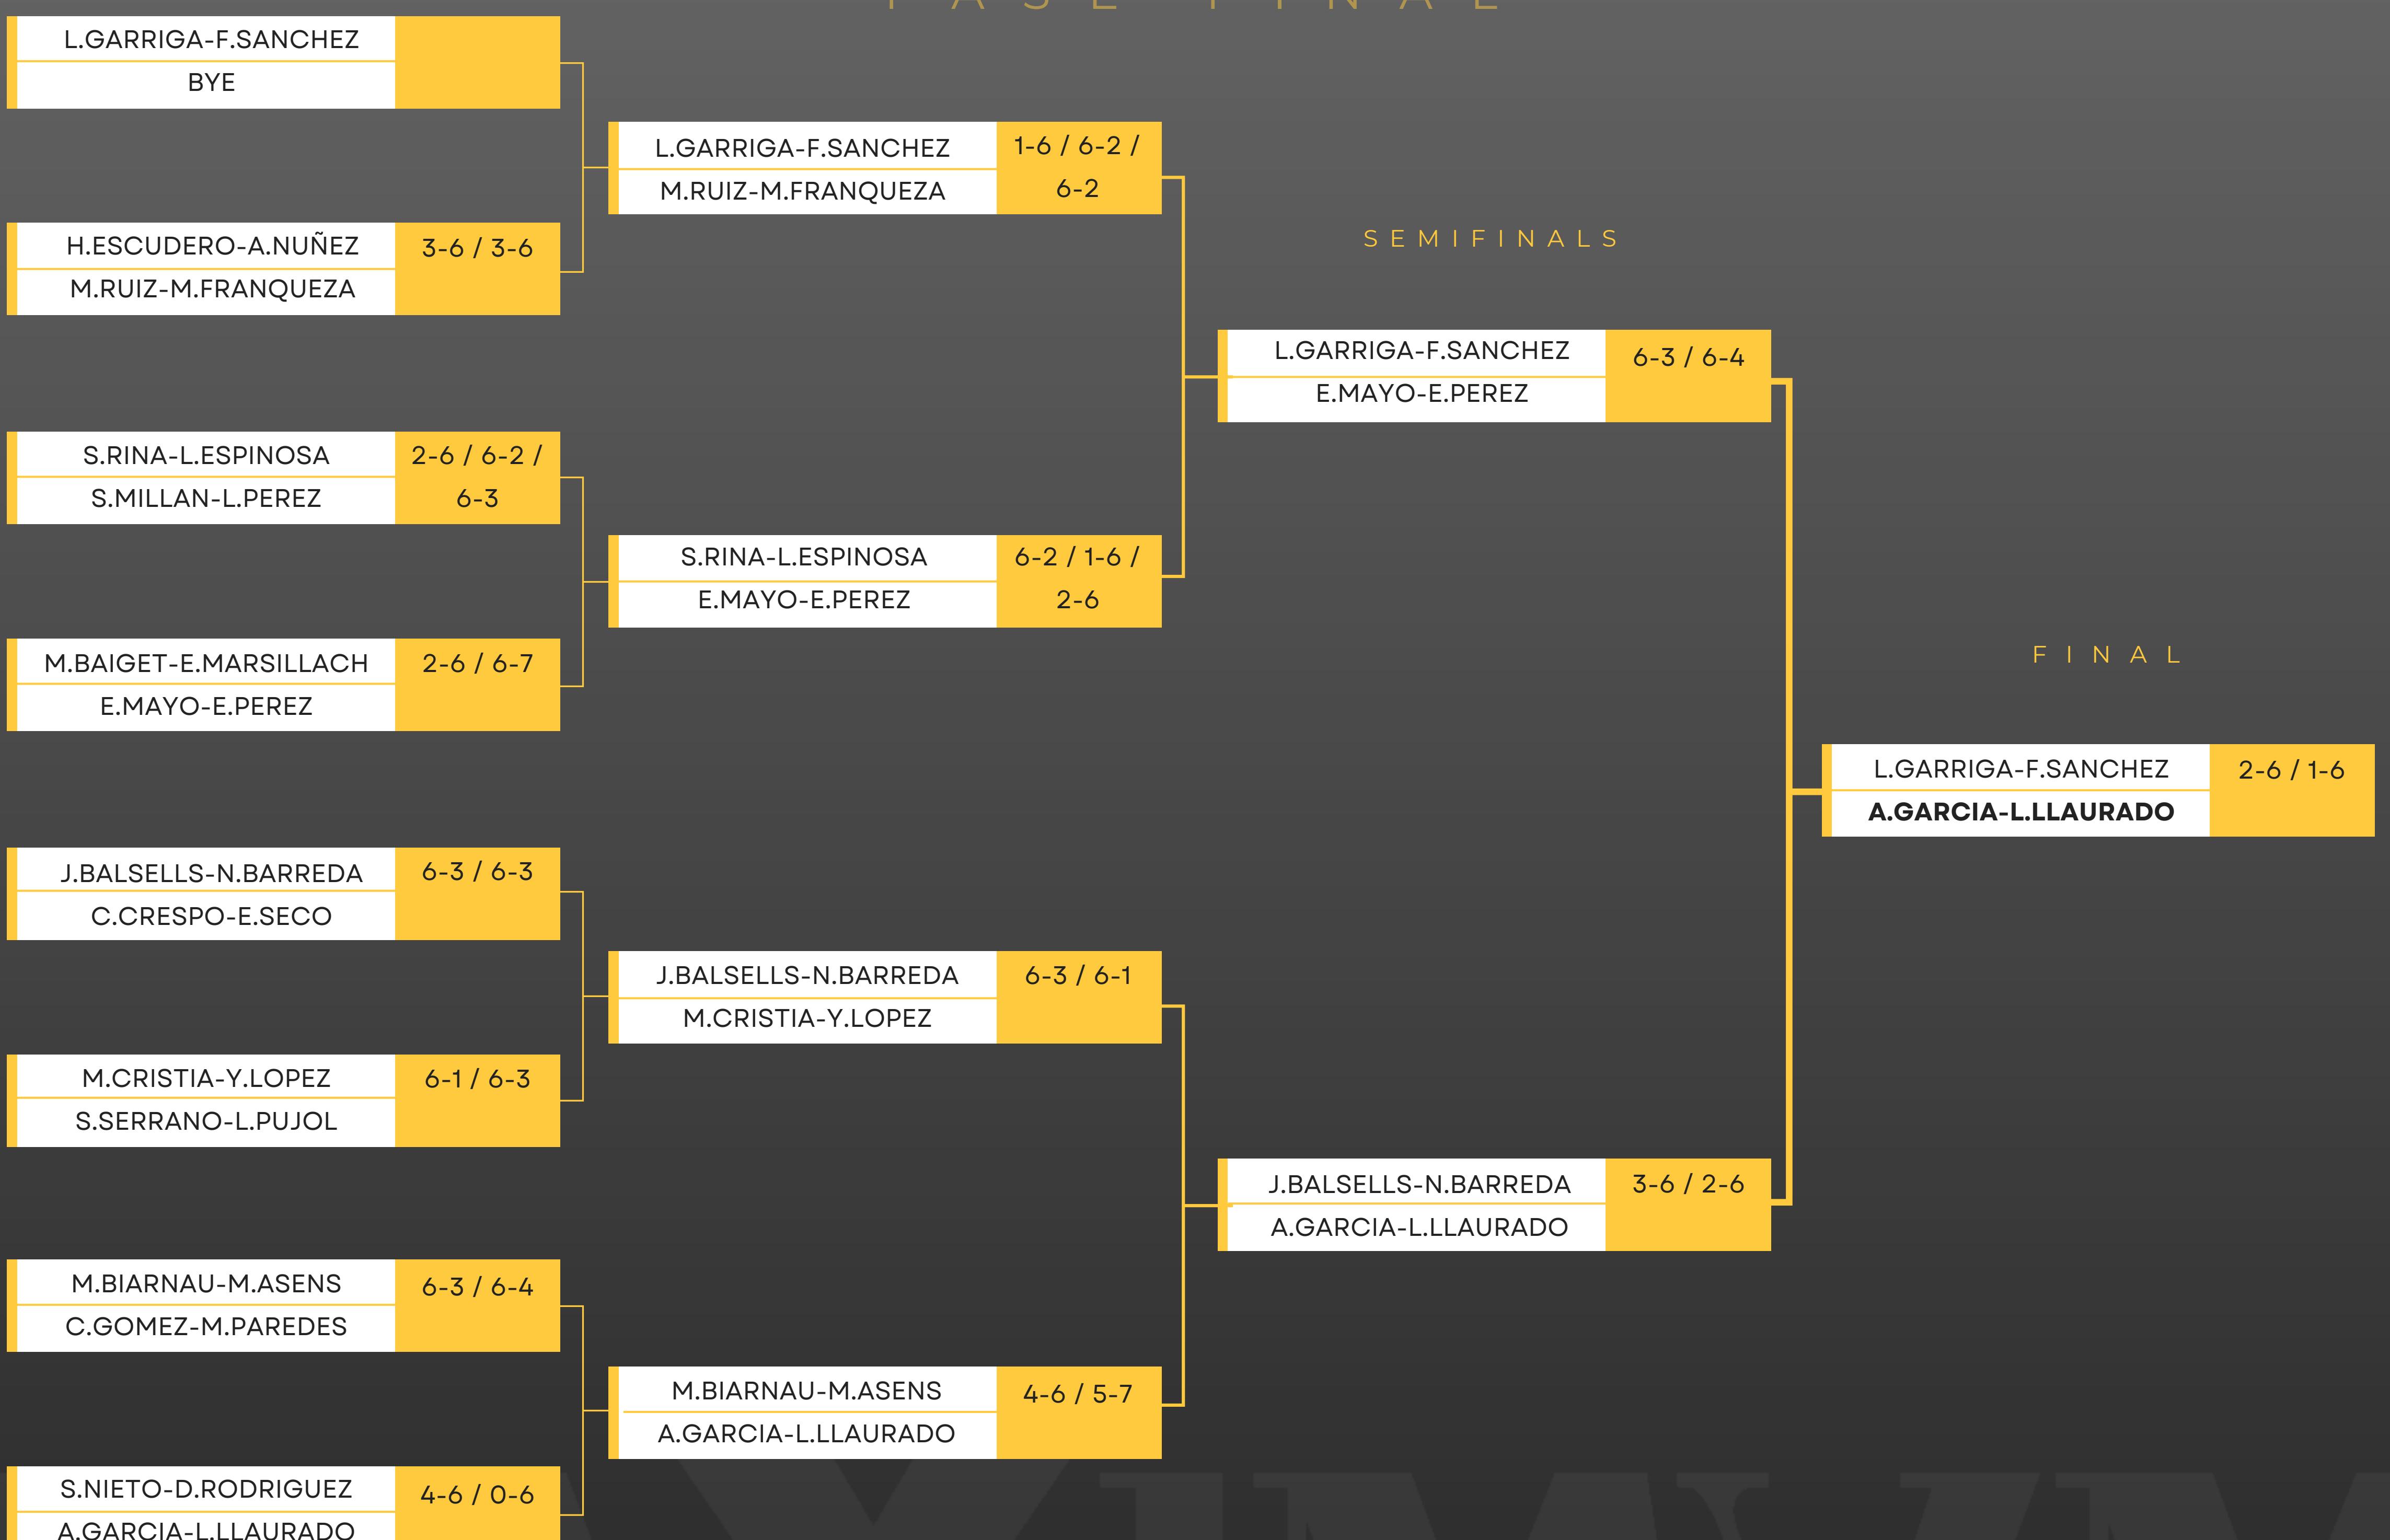 FASE FINAL
L.GARRIGA-F.SANCHEZ
BYE
H.ESCUDERO-A.NUÑEZ
M.RUIZ-M.FRANQUEZA
3-6 / 3-6
S.RINA-L.ESPINOSA
S.MILLAN-L.PEREZ
2-6 / 6-2 /
6-3
M.BAIGET-E.MARSILLACH
E.MAYO-E.PEREZ
2-6 / 6-7
J.BALSELLS-N.BARREDA
C.CRESPO-E.SECO
6-3 / 6-3
M.CRISTIA-Y.LOPEZ
S.SERRANO-L.PUJOL
6-1 / 6-3
M.BIARNAU-M.ASENS
C.GOMEZ-M.PAREDES
6-3 / 6-4
S.NIETO-D.RODRIGUEZ
A.GARCIA-L.LLAURADO
4-6 / 0-6
L.GARRIGA-F.SANCHEZ
M.RUIZ-M.FRANQUEZA
1-6 / 6-2 /
6-2
S.RINA-L.ESPINOSA
E.MAYO-E.PEREZ
6-2 / 1-6 /
2-6
J.BALSELLS-N.BARREDA
M.CRISTIA-Y.LOPEZ
6-3 / 6-1
M.BIARNAU-M.ASENS
A.GARCIA-L.LLAURADO
4-6 / 5-7
SEMIFINALS
L.GARRIGA-F.SANCHEZ
E.MAYO-E.PEREZ
6-3 / 6-4
J.BALSELLS-N.BARREDA
A.GARCIA-L.LLAURADO
3-6 / 2-6
FINAL
L.GARRIGA-F.SANCHEZ
A.GARCIA-L.LLAURADO
2-6 / 1-6